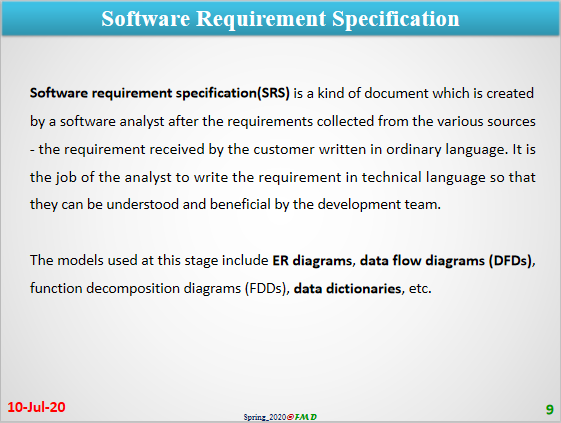 Software Requirement Specification
Software requirement specification(SRS) is a kind of document which is created
by a software analyst after the requirements collected from the various sources
- the requirement received by the customer written in ordinary language. It is
the job of the analyst to write the requirement in technical language so that
they can be understood and beneficial by the development team.
The models used at this stage include ER diagrams, data flow diagrams (DFDs),
function decomposition diagrams (FDDs), data dictionaries, etc.
10-Jul-20
Spring_2020@FMD
9